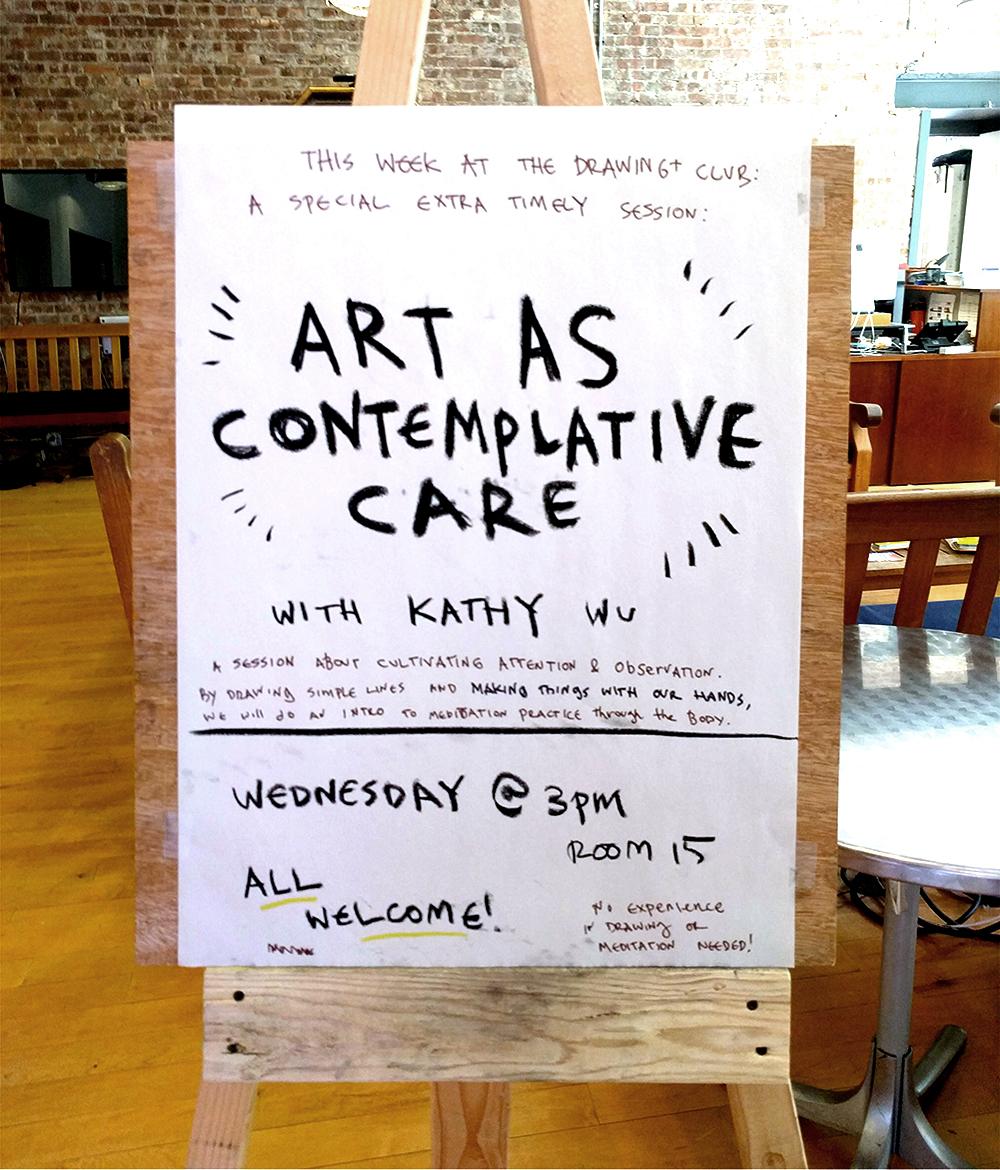 THIS WEEK AT THE DRAWING+ CLUB:
A SPECIAL EXTRA TIMELY SESSION:
ART AS
CONTEMPLATIVE
CARE
WITH KATHY WU
A SESSION ABOUT CULTIVATING ATTENTION & ObSERVATION.
By DRAWING SIMPLE LINES AND MAKING THINGS WITH OUR HANDS,
WE Will do AN INTRO TO MEDITATION PRACTICE through the BODY.
WEDNESDAY @ 3PM
ROOM 15
ALL
WELCOME!
No EXPERIENCE
IN DRAWING OR
MEDITATION NEEDED!